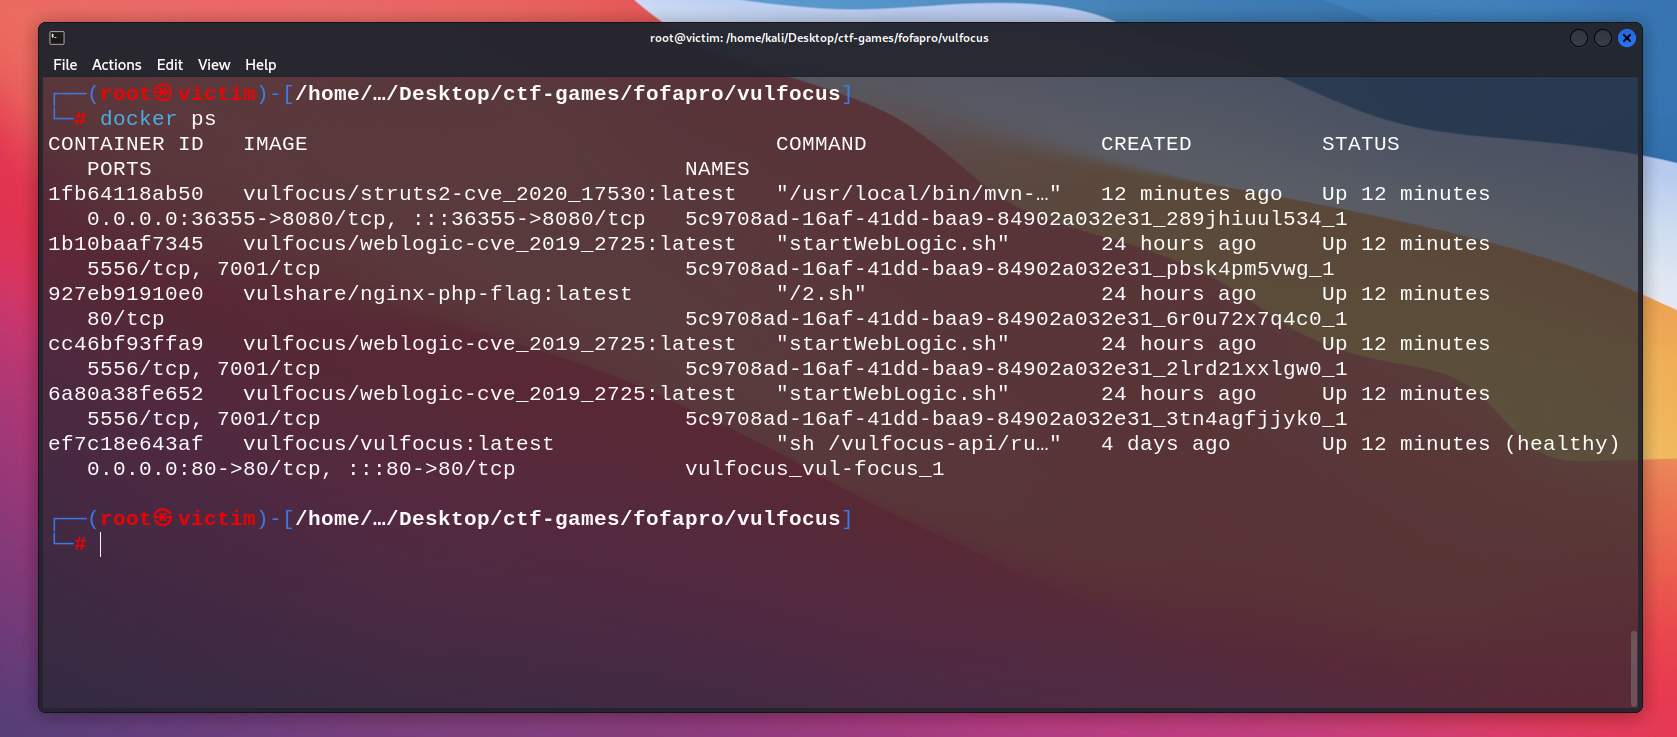 root@victim: /home/kali/Desktop/ctf-games/fofapro/vulfocus
File Actions Edit View Help
┌──(root㉿victim)-[/home/…/Desktop/ctf-games/fofapro/vulfocus]
└─# docker ps
CONTAINER ID   IMAGE                                    COMMAND                  CREATED          STATUS
   PORTS                                         NAMES
1fb64118ab50   vulfocus/struts2-cve_2020_17530:latest   "/usr/local/bin/mvn-…"   12 minutes ago   Up 12 minutes
   0.0.0.0:36355->8080/tcp, :::36355->8080/tcp   5c9708ad-16af-41dd-baa9-84902a032e31_289jhiuul534_1
1b10baaf7345   vulfocus/weblogic-cve_2019_2725:latest   "startWebLogic.sh"       24 hours ago     Up 12 minutes
   5556/tcp, 7001/tcp                            5c9708ad-16af-41dd-baa9-84902a032e31_pbsk4pm5vwg_1
927eb91910e0   vulshare/nginx-php-flag:latest           "/2.sh"                  24 hours ago     Up 12 minutes
   80/tcp                                        5c9708ad-16af-41dd-baa9-84902a032e31_6r0u72x7q4c0_1
cc46bf93ffa9   vulfocus/weblogic-cve_2019_2725:latest   "startWebLogic.sh"       24 hours ago     Up 12 minutes
   5556/tcp, 7001/tcp                            5c9708ad-16af-41dd-baa9-84902a032e31_2lrd21xxlgw0_1
6a80a38fe652   vulfocus/weblogic-cve_2019_2725:latest   "startWebLogic.sh"       24 hours ago     Up 12 minutes
   5556/tcp, 7001/tcp                            5c9708ad-16af-41dd-baa9-84902a032e31_3tn4agfjjyk0_1
ef7c18e643af   vulfocus/vulfocus:latest                 "sh /vulfocus-api/ru…"   4 days ago       Up 12 minutes (healthy)
   0.0.0.0:80->80/tcp, :::80->80/tcp             vulfocus_vul-focus_1
┌──(root㉿victim)-[/home/…/Desktop/ctf-games/fofapro/vulfocus]
└─#